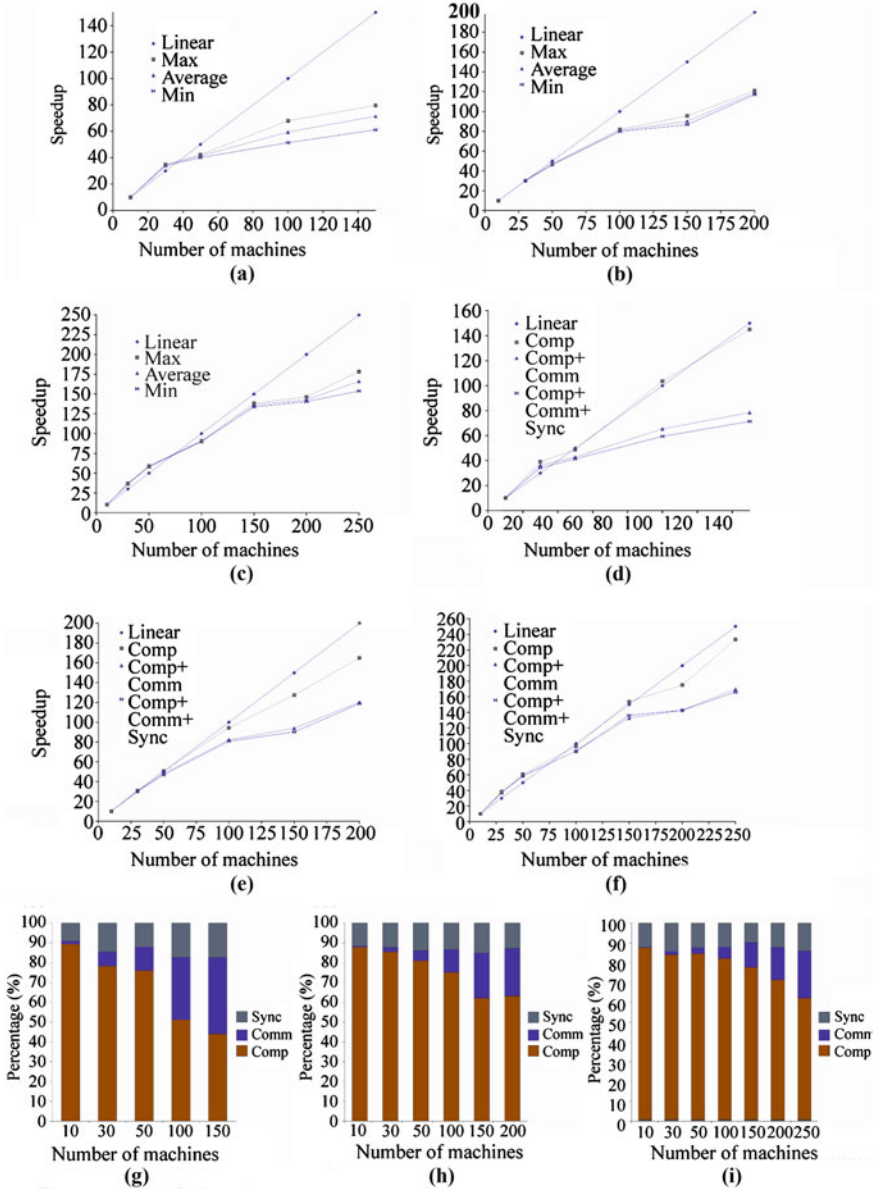 140
120
100
80
60
40
20
0
Speedup
Linear
Max
Average
Min
0 20 40 60 80 100 120 140
Number of machines
(a)
200
180
160
140
120
100
80
60
40
20
0
Speedup
Linear
Max
Average
Min
0 25 50 75 100 125 150 175 200
Number of machines
(b)
250
225
200
175
150
125
100
75
50
25
0
Speedup
Linear
Max
Average
Min
0 50 100 150 200 250
Number of machines
(c)
160
140
120
100
80
60
40
20
0
Speedup
Linear
Comp
Comp+
Comm
Comp+
Comm+
Sync
0 20 40 60 80 100 120 140
Number of machines
(d)
200
180
160
140
120
100
80
60
40
20
0
Speedup
Linear
Comp
Comp+
Comm
Comp+
Comm+
Sync
0 25 50 75 100 125 150 175 200
Number of machines
(e)
260
240
200
180
160
140
120
100
80
60
40
20
0
Linear
Comp
Comp+
Comm
Comp+
Comm+
Sync
0 25 50 75 100 125 150 175 200 225 250
Number of machines
(f)
100
90
80
70
60
50
40
30
20
10
0
Percentage (%)
Sync
Comm
Comp
10 30 50 100 150
Number of machines
(g)
100
90
80
70
60
50
40
30
20
10
0
Percentage (%)
Sync
Comm
Comp
10 30 50 100 150 200
Number of machines
(h)
100
90
80
70
60
50
40
30
20
10
0
Percentage (%)
Sync
Comm
Comp
10 30 50 100 150 200 250
Number of machines
(i)